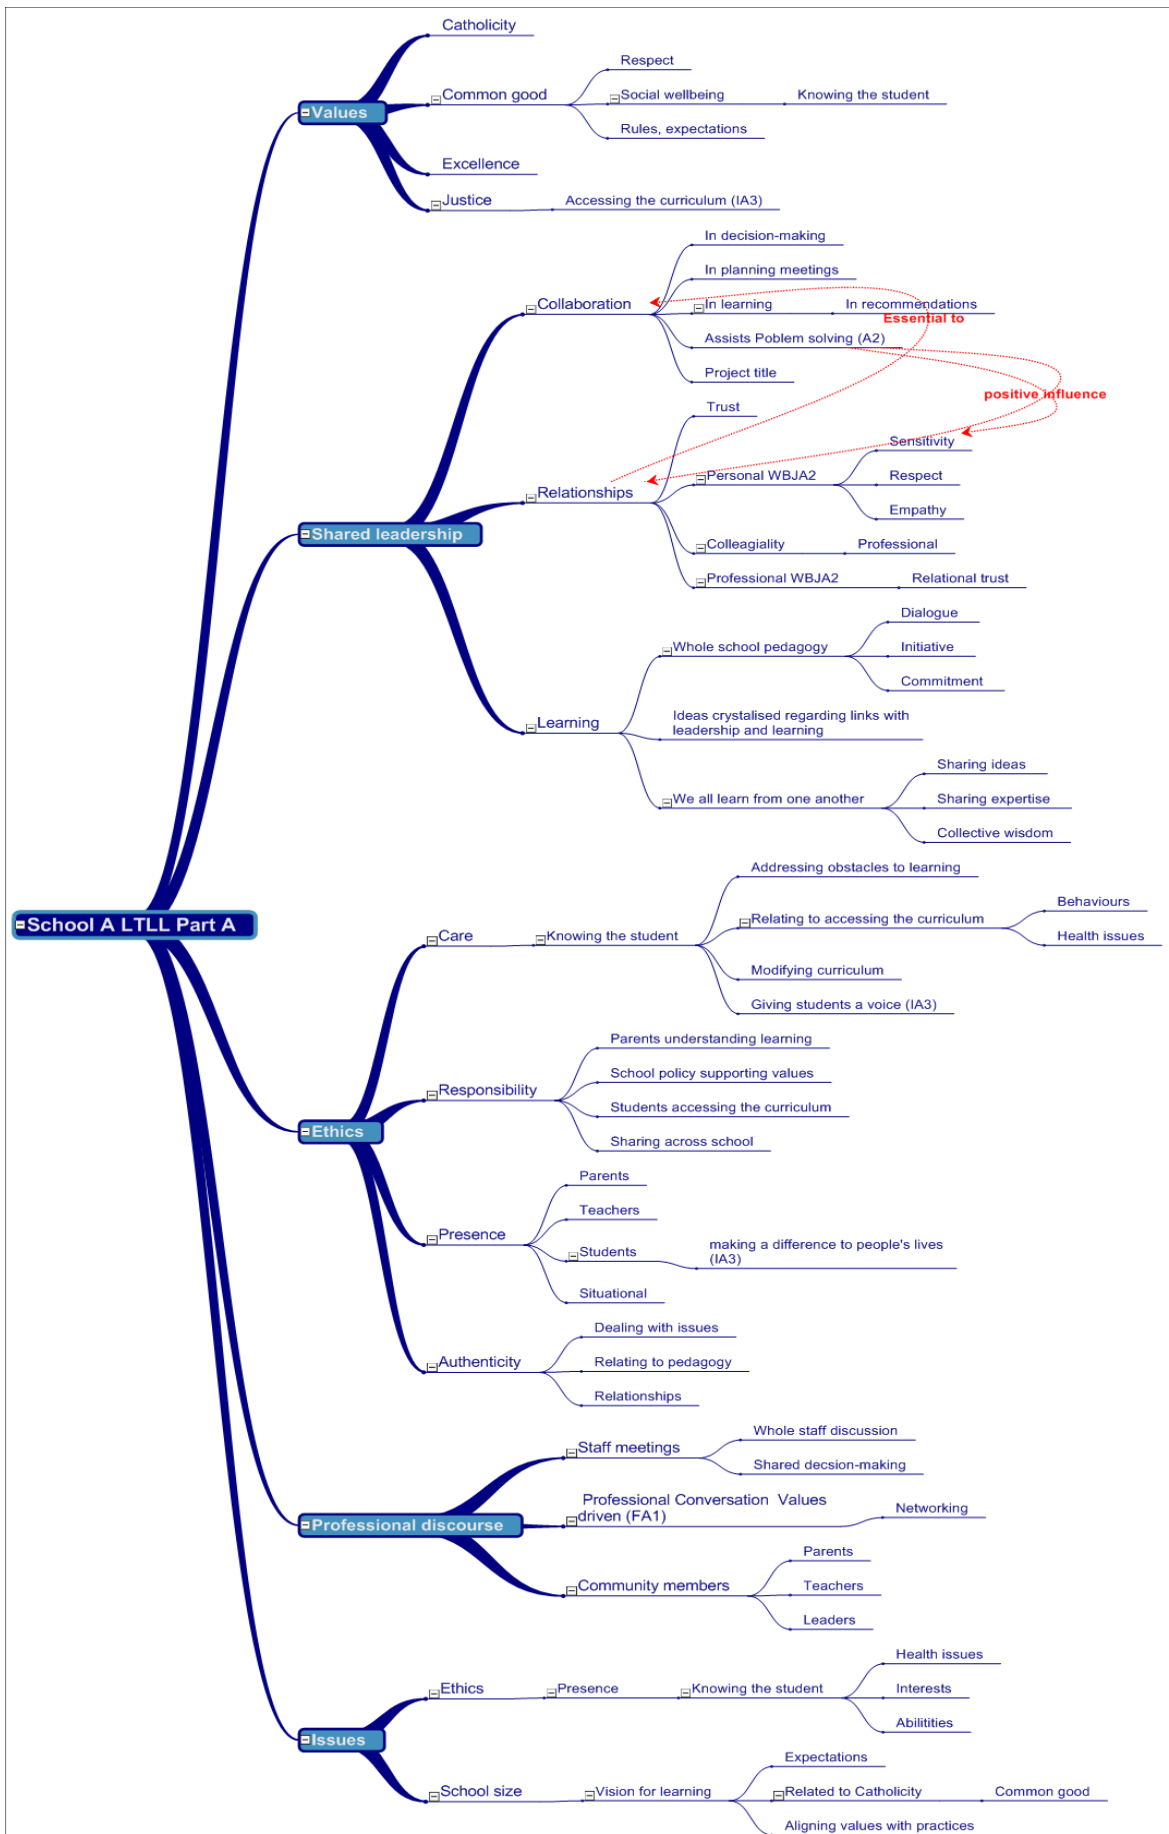 Catholicity
Respect
Common good
Social wellbeing
Knowing the student
Values
Rules, expectations
Excellence
Justice
Accessing the curriculum (IA3)
In decision-making
In planning meetings
Collaboration
In learning
In recommendations
Essential to
Assists Poblem solving (A2)
Project title
positive influence
Trust
Sensitivity
Personal WBJA2
Respect
Relationships
Empathy
Shared leadership
Colleagiality
Professional
Professional WBJA2
Relational trust
Dialogue
Whole school pedagogy
Initiative
Commitment
Learning
Ideas crystalised regarding links with
leadership and learning
Sharing ideas
We all learn from one another
Sharing expertise
Collective wisdom
School A LTLL Part A
Addressing obstacles to learning
Behaviours
Relating to accessing the curriculum
Care
Knowing the student
Health issues
Modifying curriculum
Giving students a voice (IA3)
Parents understanding learning
School policy supporting values
Responsibility
Students accessing the curriculum
Ethics
Sharing across school
Parents
Teachers
Presence
Students
making a difference to people's lives
(IA3)
Situational
Dealing with issues
Authenticity
Relating to pedagogy
Relationships
Whole staff discussion
Staff meetings
Shared decsion-making
Professional Conversation Values
driven (FA1)
Networking
Professional discourse
Parents
Community members
Teachers
Leaders
Health issues
Ethics
Presence
Knowing the student
Interests
Abilitities
Issues
Expectations
School size
Vision for learning
Related to Catholicity
Common good
Aligning values with practices